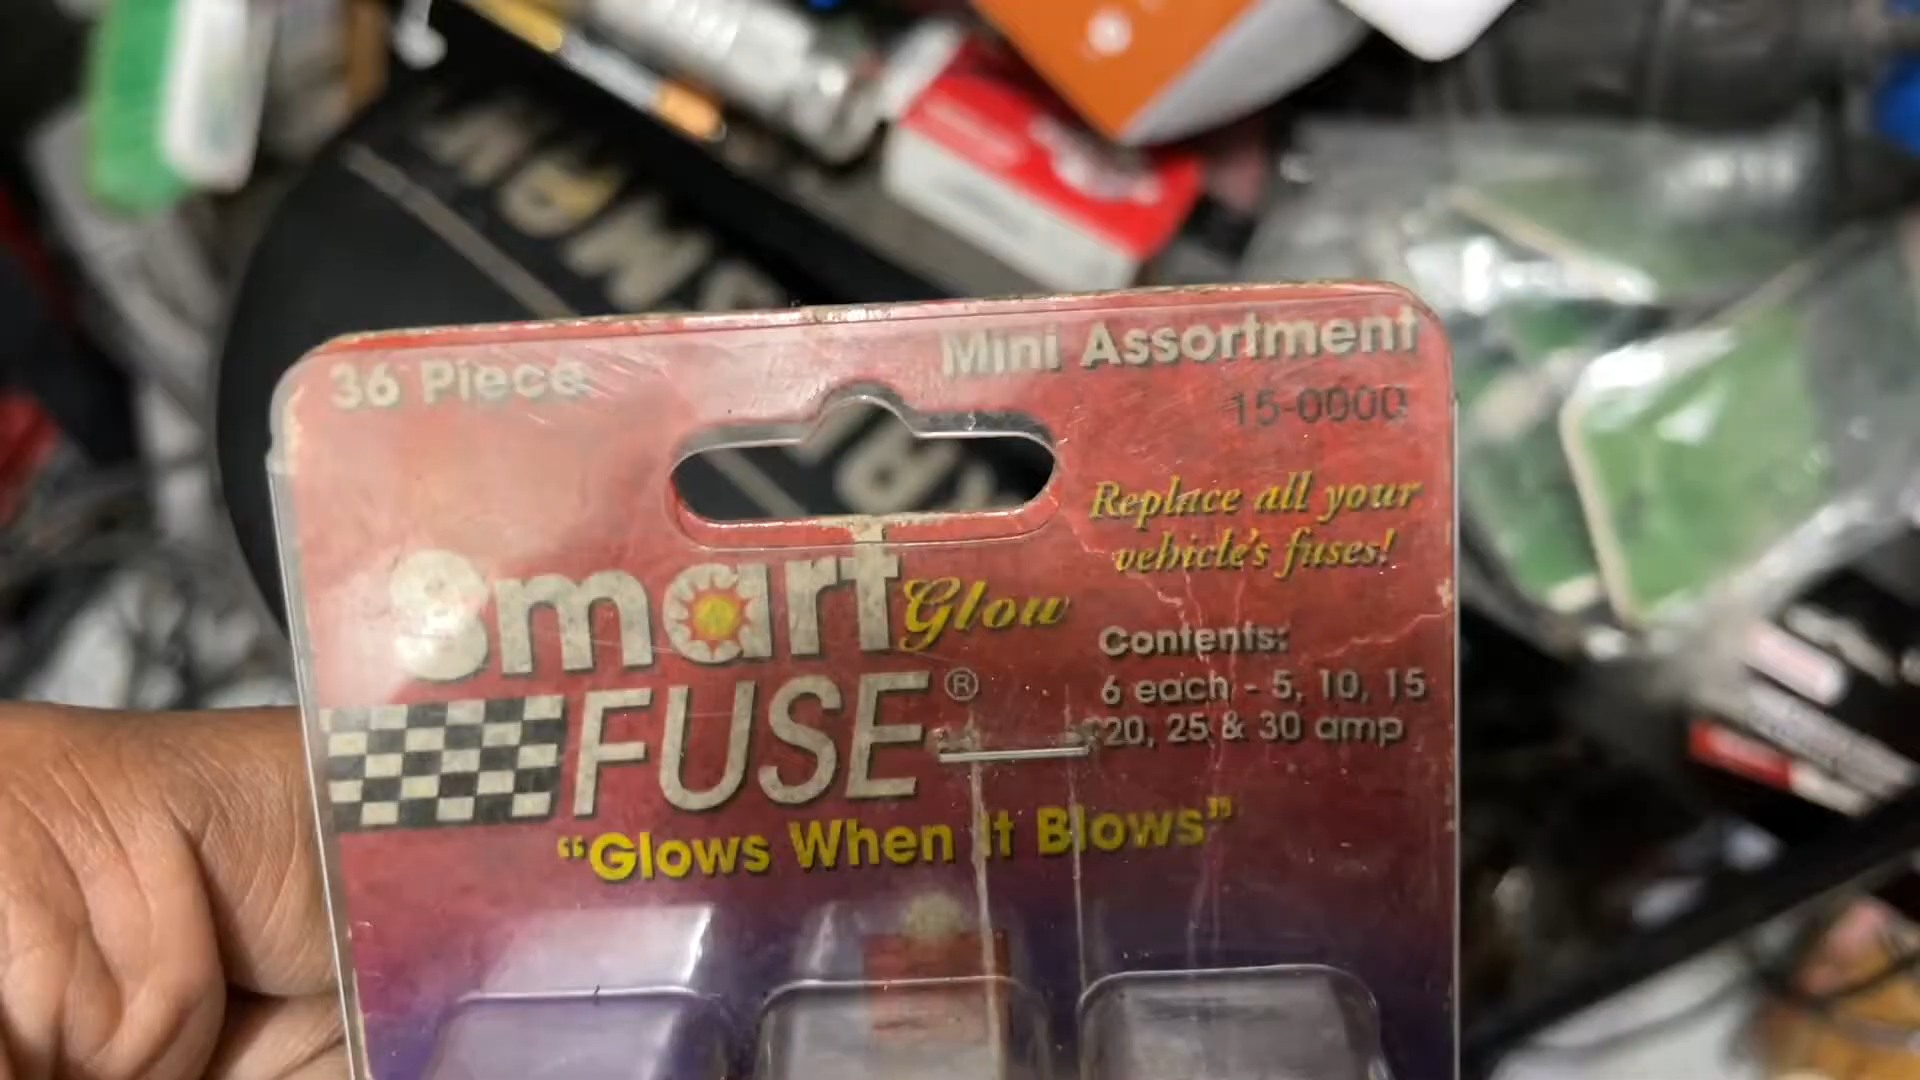 36 Piece
Mini Assortment
15-0000
Replace all your
vehicle's fuses!
Smart Glow
FUSE®
Contents:
6 each - 5, 10, 15
20, 25 & 30 amp
“Glows When It Blows”